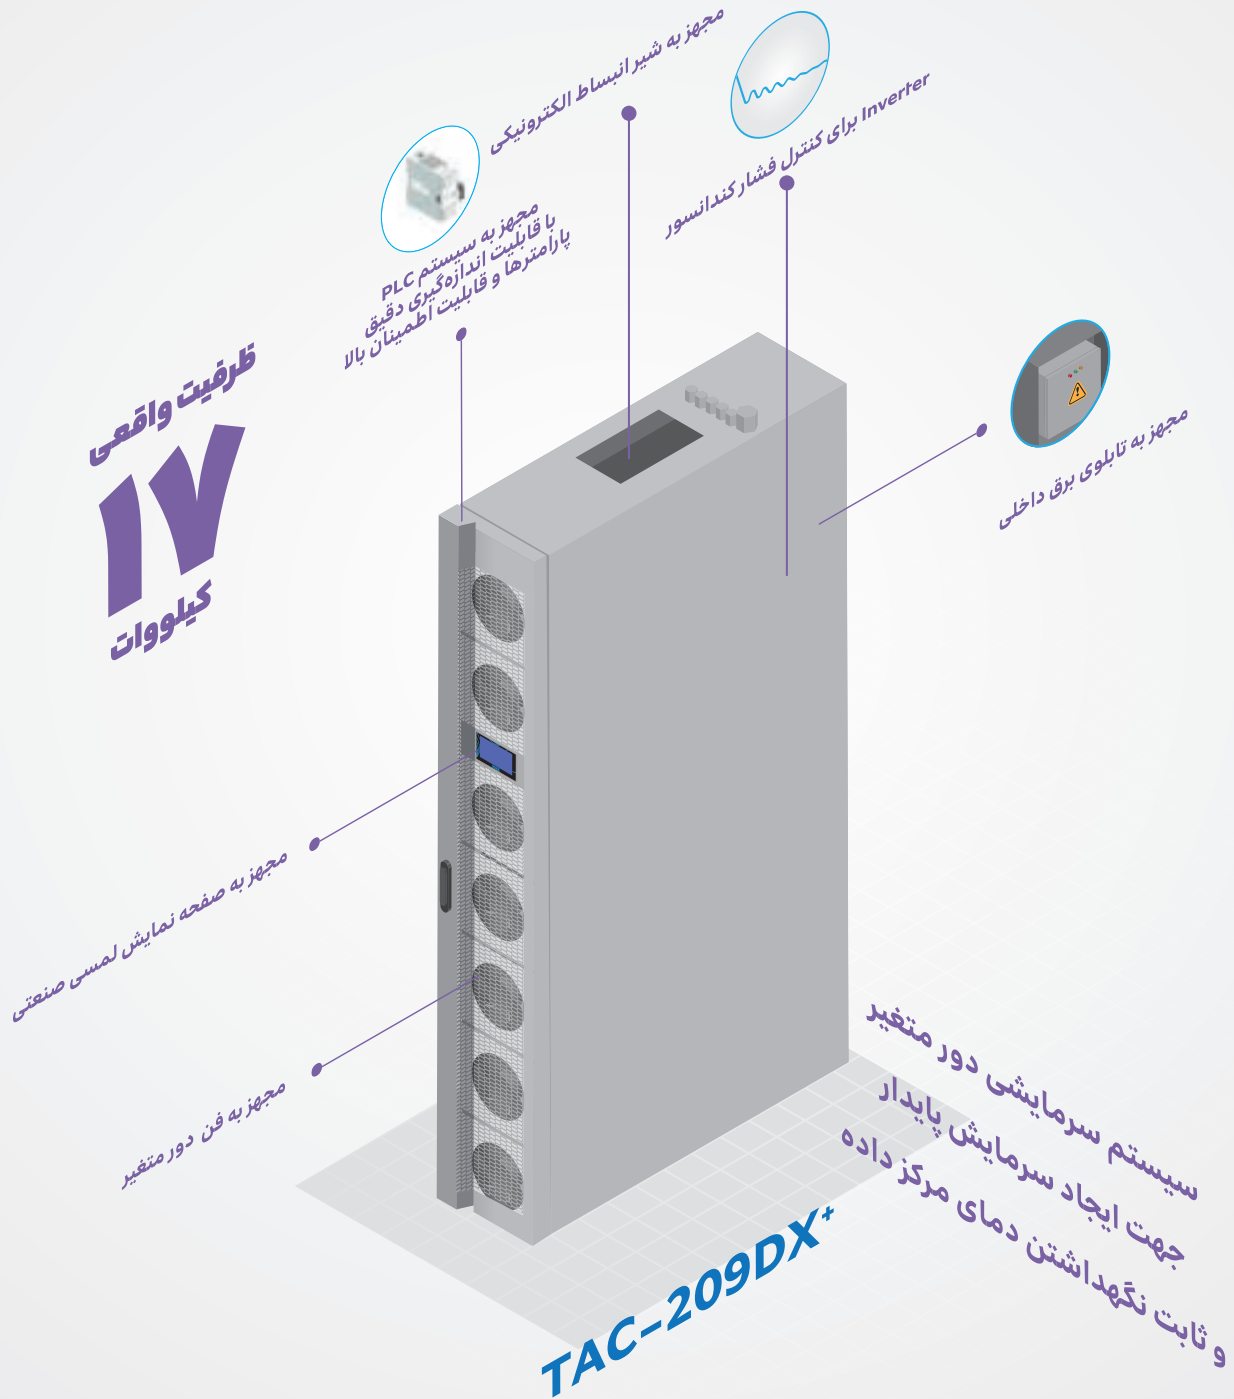 مجهز به شیر انبساط الکترونیکی
Inverter برای کنترل فشار کندانسور
مجهز به سیستم PLC
با قابلیت اندازه‌گیری دقیق
پارامترها و قابلیت اطمینان بالا
مجهز به تابلوی برق داخلی
ظرفیت واقعی
۱۷
کیلووات
مجهز به صفحه نمایش لمسی صنعتی
مجهز به فن دور متغیر
سیستم سرمایشی دور متغیر
جهت ایجاد سرمایش پایدار
و ثابت نگهداشتن دمای مرکز داده
TAC-209DX+